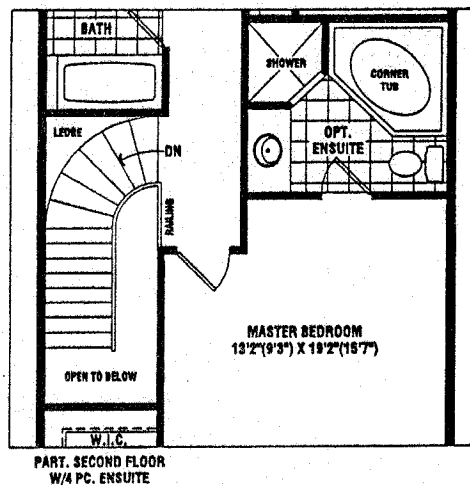 BATH
SHOWER
CORNER
TUB
LEDGE
DN
OPT.
ENSUITE
RAILING
MASTER BEDROOM
13'2"(9'3") X 19'2"(15'7")
OPEN TO BELOW
W.I.C.
PART. SECOND FLOOR
W/4 PC. ENSUITE